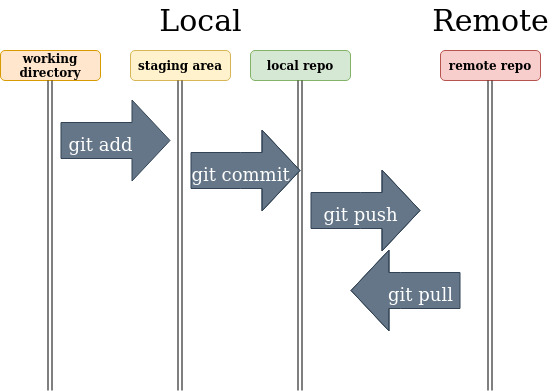 Local
Remote
working
directory
staging area
local repo
remote repo
git add
git commit
git push
git pull